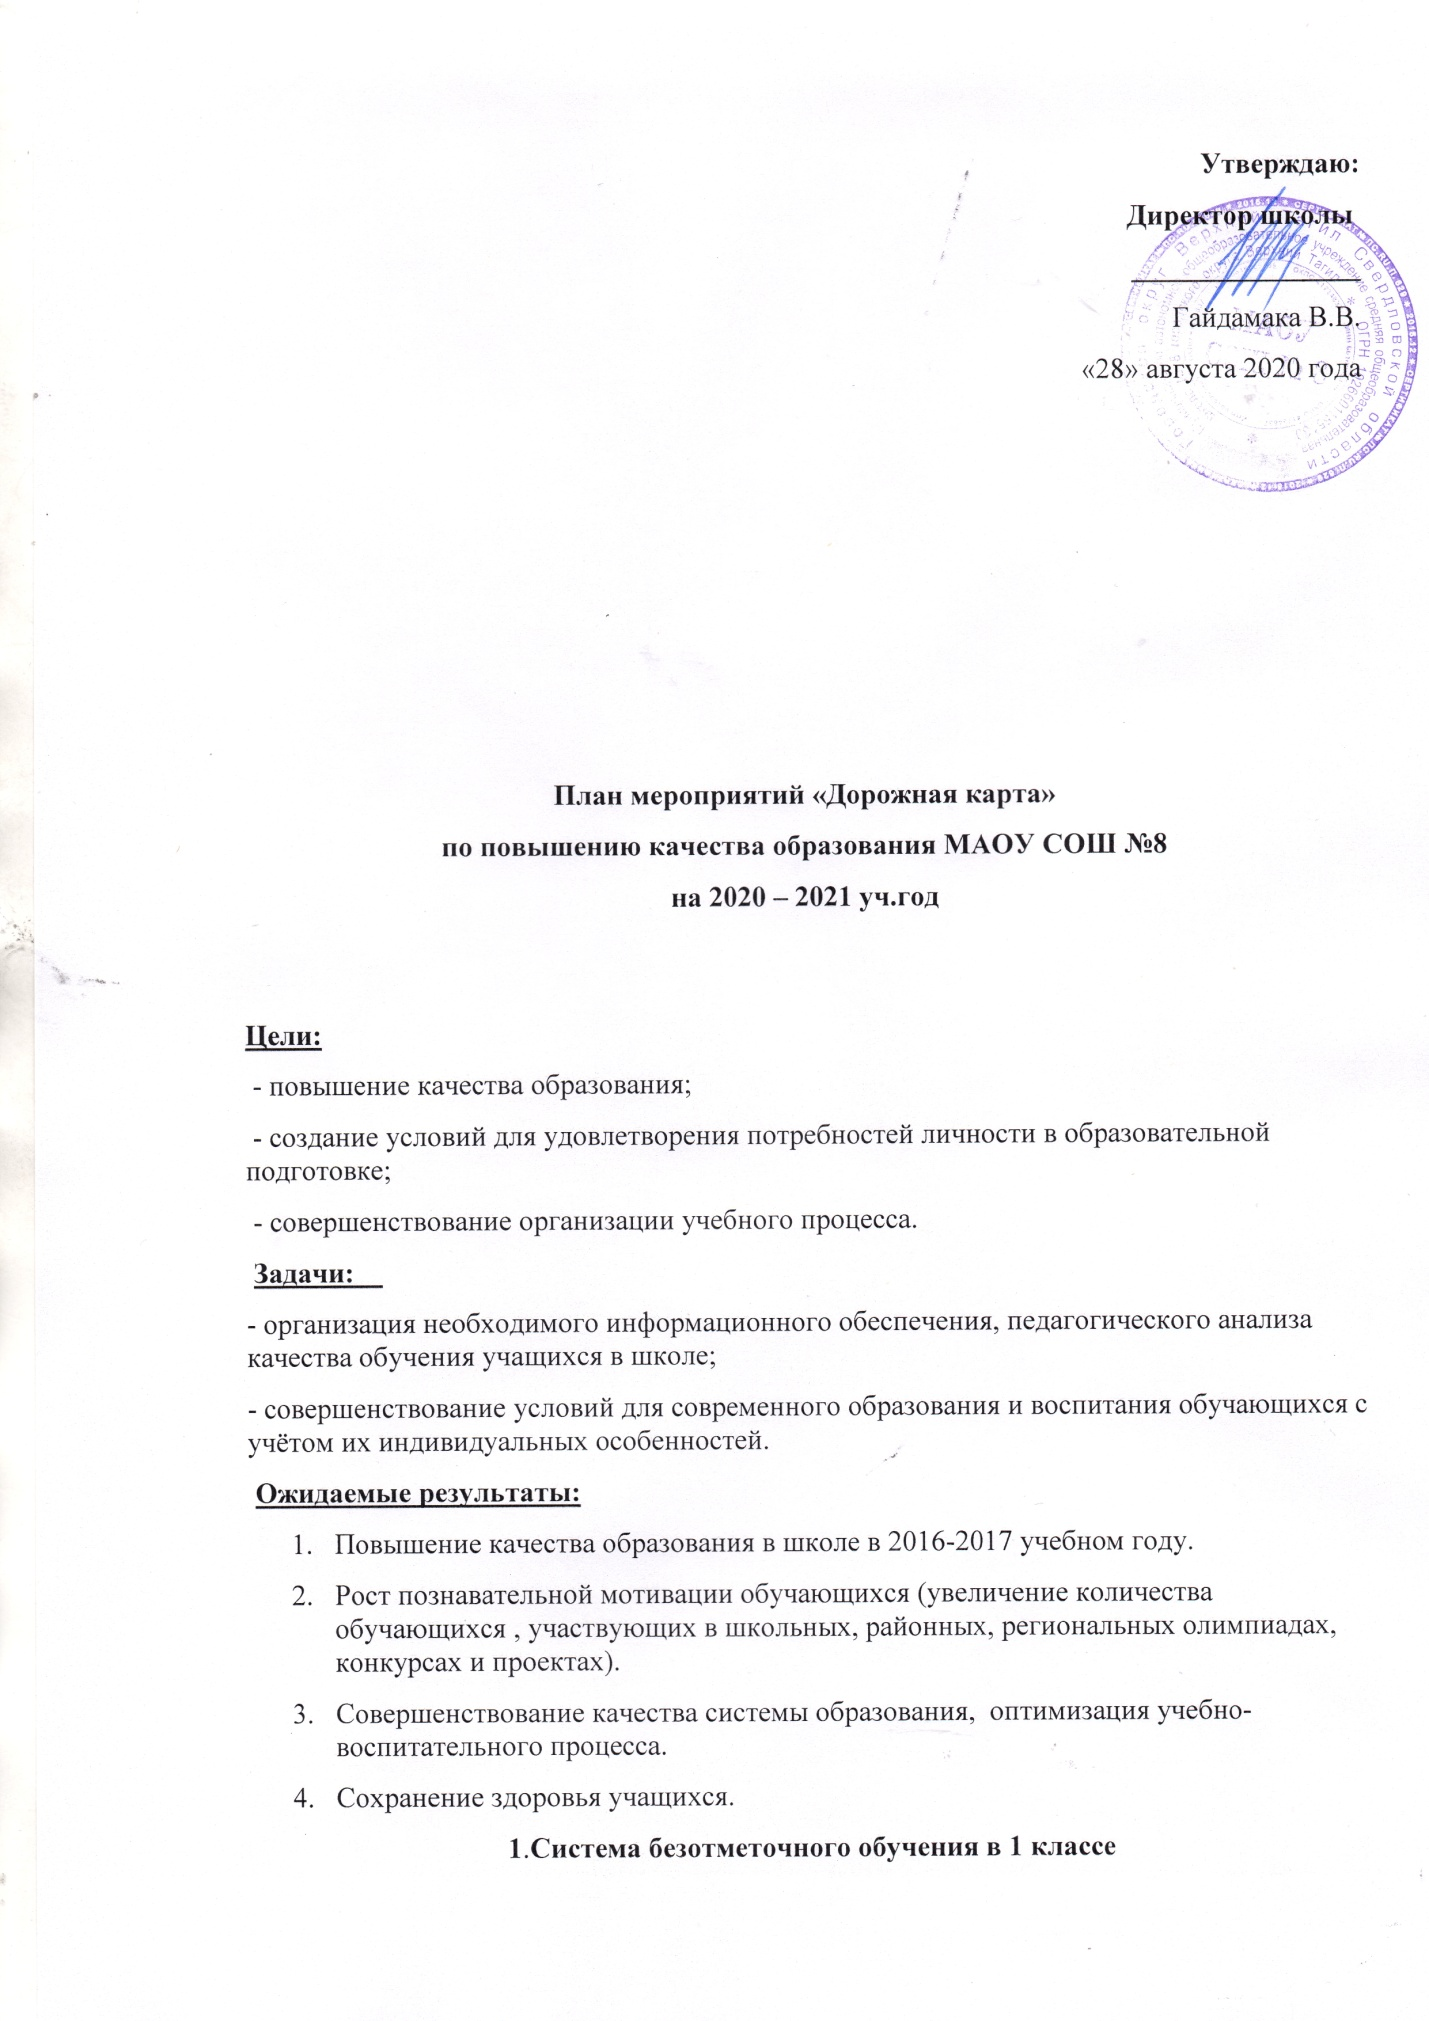 Утверждаю:
Директор школы
Гайдамака В.В.
«28» августа 2020 года
План мероприятий «Дорожная карта»
по повышению качества образования МАОУ СОШ №8
на 2020 – 2021 уч.год
Цели:
- повышение качества образования;
- создание условий для удовлетворения потребностей личности в образовательной
подготовке;
- совершенствование организации учебного процесса.
Задачи:
- организация необходимого информационного обеспечения, педагогического анализа
качества обучения учащихся в школе;
- совершенствование условий для современного образования и воспитания обучающихся с
учётом их индивидуальных особенностей.
Ожидаемые результаты:
1. Повышение качества образования в школе в 2016-2017 учебном году.
2. Рост познавательной мотивации обучающихся (увеличение количества
обучающихся , участвующих в школьных, районных, региональных олимпиадах,
конкурсах и проектах).
3. Совершенствование качества системы образования, оптимизация учебно-
воспитательного процесса.
4. Сохранение здоровья учащихся.
1.Система безотметочного обучения в 1 классе